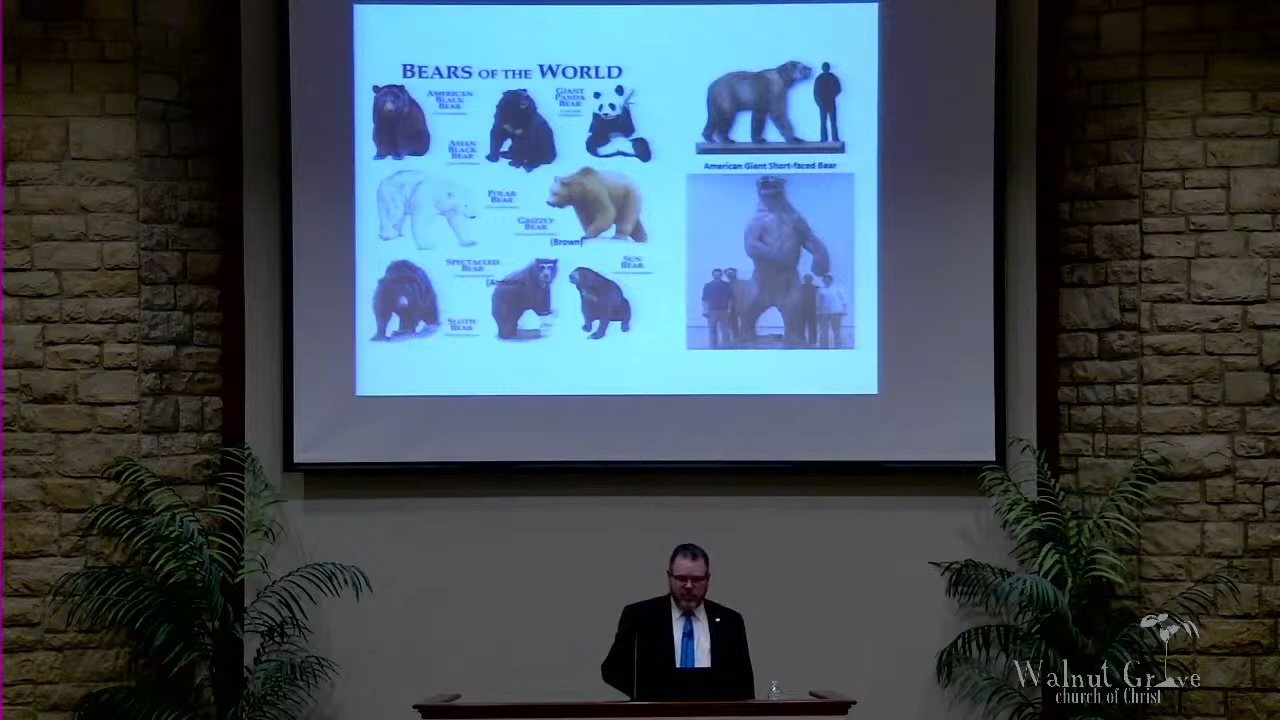 BEARS OF THE WORLD
AMERICAN
BLACK
BEAR
GIANT
PANDA
BEAR
ASIAN
BLACK
BEAR
American Giant Short-faced Bear
POLAR
BEAR
GRIZZLY
BEAR
(Brown)
SPECTACLED
BEAR
SUN
BEAR
SLOTH
BEAR
Walnut Grove
church of Christ